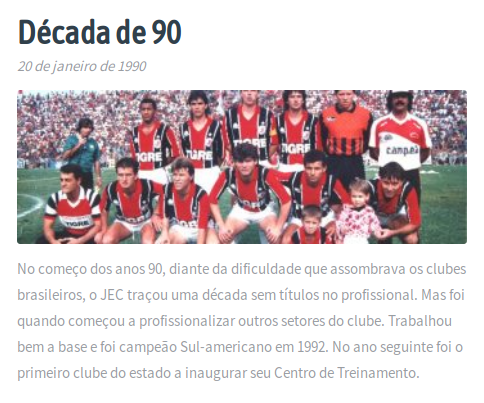 Década de 90
20 de janeiro de 1990
TIGRE
TIGRE
TIGRE
campeã
TIGRE
No começo dos anos 90, diante da dificuldade que assombrava os clubes
brasileiros, o JEC traçou uma década sem títulos no profissional. Mas foi
quando começou a profissionalizar outros setores do clube. Trabalhou
bem a base e foi campeão Sul-americano em 1992. No ano seguinte foi o
primeiro clube do estado a inaugurar seu Centro de Treinamento.